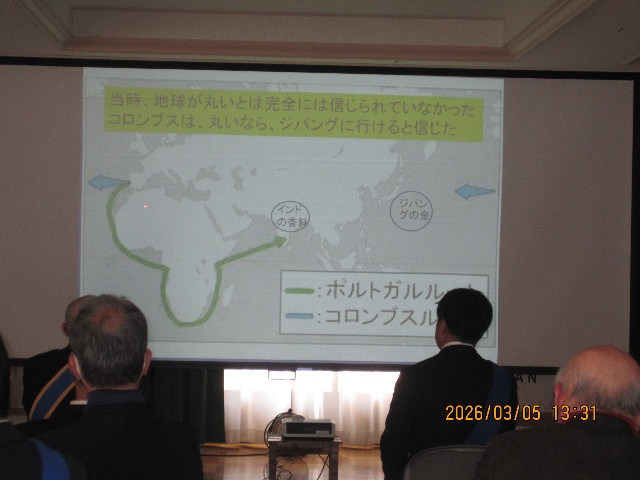 当時、地球が丸いとは完全には信じられていなかった
コロンブスは、丸いなら、ジパングに行けると信じた
インド
の香料
ジパン
グの金
:ポルトガルル
:コロンブスル
AN
2026/03/05 13:31